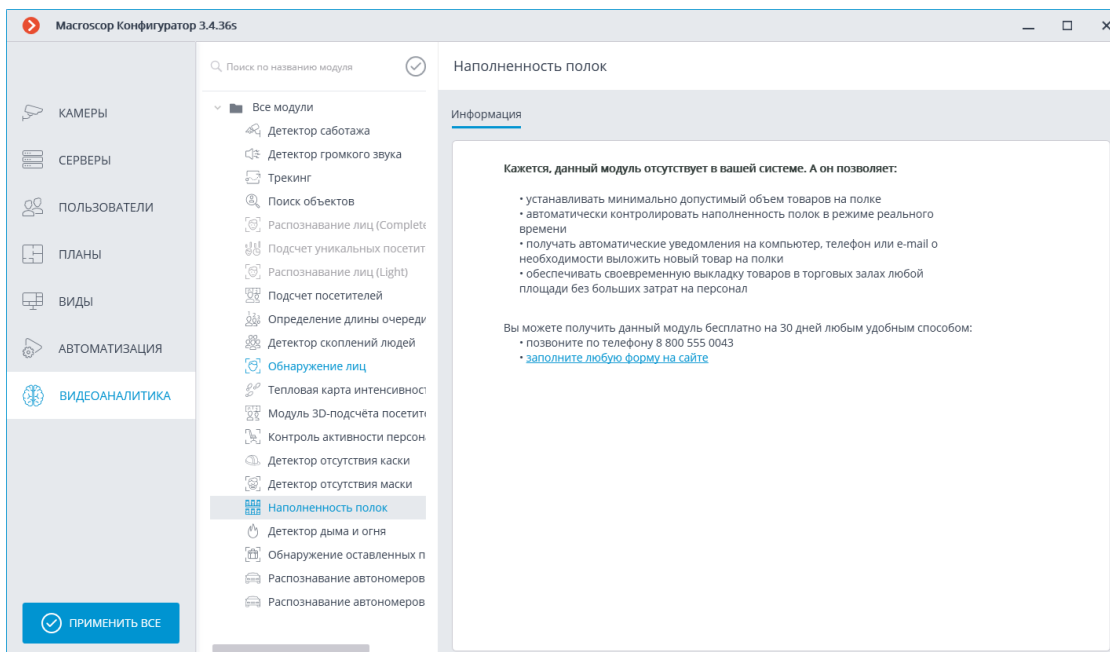 Macroscop Конфигуратор 3.4.36s
КАМЕРЫ
СЕРВЕРЫ
ПОЛЬЗОВАТЕЛИ
ПЛАНЫ
ВИДЫ
АВТОМАТИЗАЦИЯ
ВИДЕОАНАЛИТИКА
ПРИМЕНИТЬ ВСЕ
Поиск по названию модуля
Все модули
Детектор саботажа
Детектор громкого звука
Трекинг
Поиск объектов
Распознавание лиц (Complete
Подсчет уникальных посетит
Распознавание лиц (Light)
Подсчет посетителей
Определение длины очереди
Детектор скоплений людей
Обнаружение лиц
Тепловая карта интенсивност
Модуль 3D-подсчёта посетите
Контроль активности персон
Детектор отсутствия каски
Детектор отсутствия маски
Наполненность полок
Детектор дыма и огня
Обнаружение оставленных п
Распознавание автономеров
Распознавание автономеров
Наполненность полок
Информация
Кажется, данный модуль отсутствует в вашей системе. А он позволяет:
• устанавливать минимально допустимый объем товаров на полке
• автоматически контролировать наполненность полок в режиме реального
времени
• получать автоматические уведомления на компьютер, телефон или e-mail о
необходимости выложить новый товар на полки
• обеспечивать своевременную выкладку товаров в торговых залах любой
площади без больших затрат на персонал
Вы можете получить данный модуль бесплатно на 30 дней любым удобным способом:
• позвоните по телефону 8 800 555 0043
• заполните любую форму на сайте